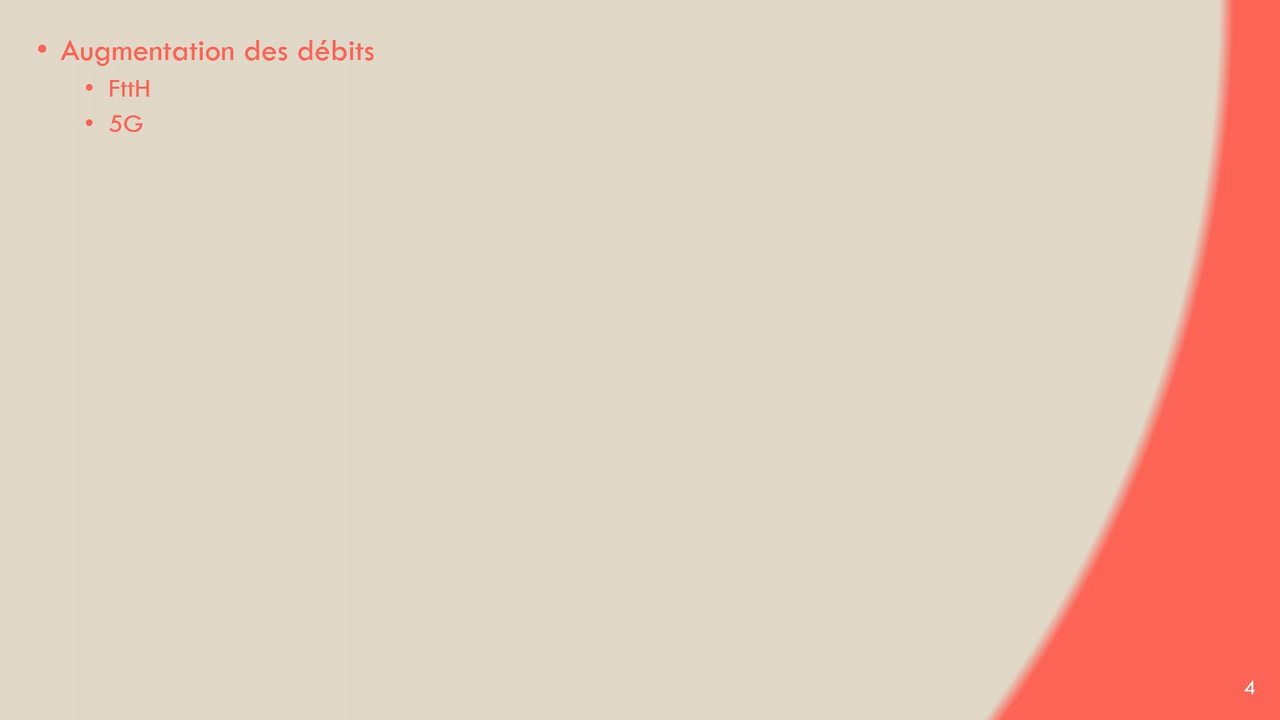 • Augmentation des débits
• FttH
• 5G
4